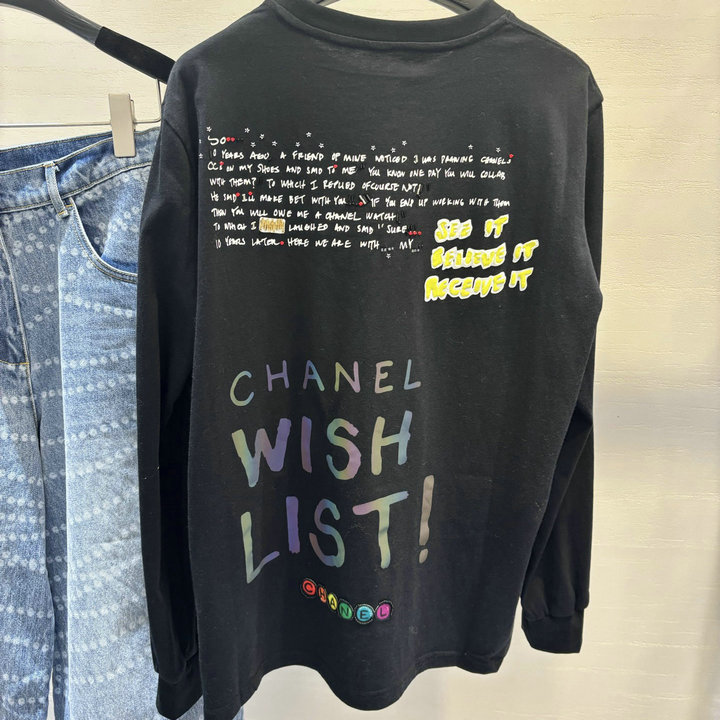 SO....
10 YEARS AGO A FRIEND OF MINE NOTICED I WAS DRAWING CHANEL
CC'S ON MY SHOES AND SAID TO ME " YOU KNOW ONE DAY YOU WILL COLLAB
WITH THEM? " TO WHICH I REPLIED OFCOURSE NOT! "
HE SAID I'LL MAKE BET WITH YOU... IF YOU END UP WORKING WITH THEM
THEN YOU WILL OWE ME A CHANEL WATCH "
TO WHICH I LAUGHED AND SAID " SURE...
10 YEARS LATER. HERE WE ARE WITH .... MY...
SEE IT
BELIEVE IT
RECEIVE IT
CHANEL
WISH
LIST!
CHANEL